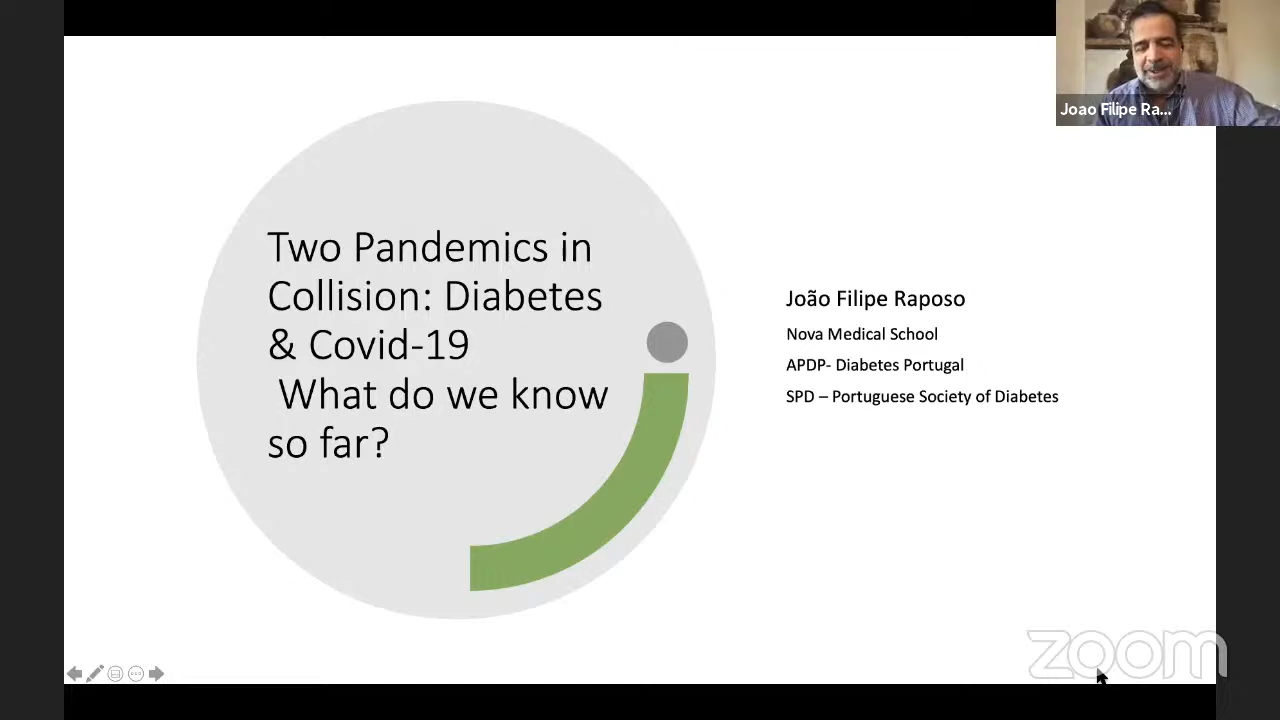 Joao Filipe Ra...
Two Pandemics in
Collision: Diabetes
& Covid-19
What do we know
so far?
João Filipe Raposo
Nova Medical School
APDP- Diabetes Portugal
SPD – Portuguese Society of Diabetes
zoom